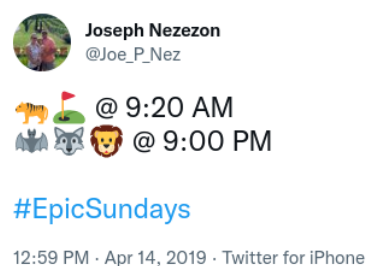 Joseph Nezezon
@Joe_P_Nez
🐅⛳ @ 9:20 AM
🦇🐺🦁 @ 9:00 PM
#EpicSundays
12:59 PM · Apr 14, 2019 · Twitter for iPhone